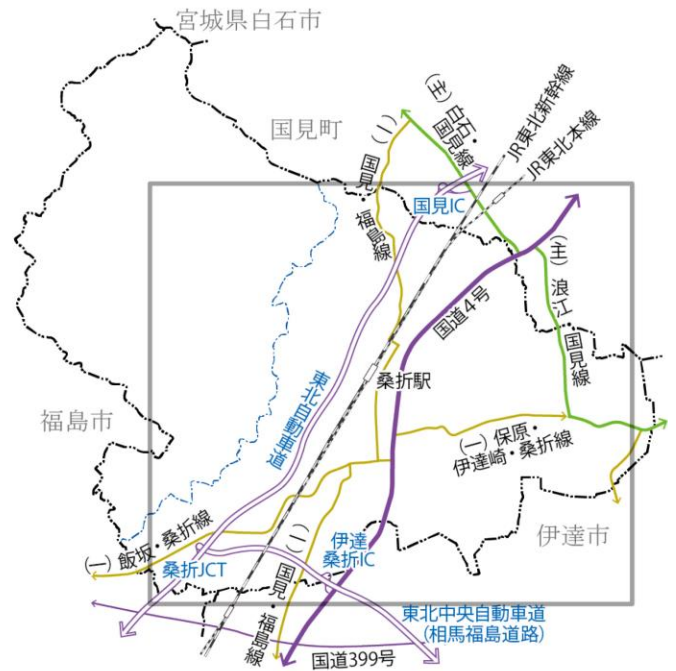 宮城県白石市
国見町
(主)白石・
国見線
JR東北新幹線
JR東北本線
(一)国見・福島線
国見IC
(主)浪江国見線
国道4号
桑折駅
東北自動車道
福島市
(一)保原・
伊達崎・桑折線
伊達市
(一)飯坂・桑折線
伊達
桑折IC
桑折JCT
(一)国見・福島線
東北中央自動車道
(相馬福島道路)
国道399号